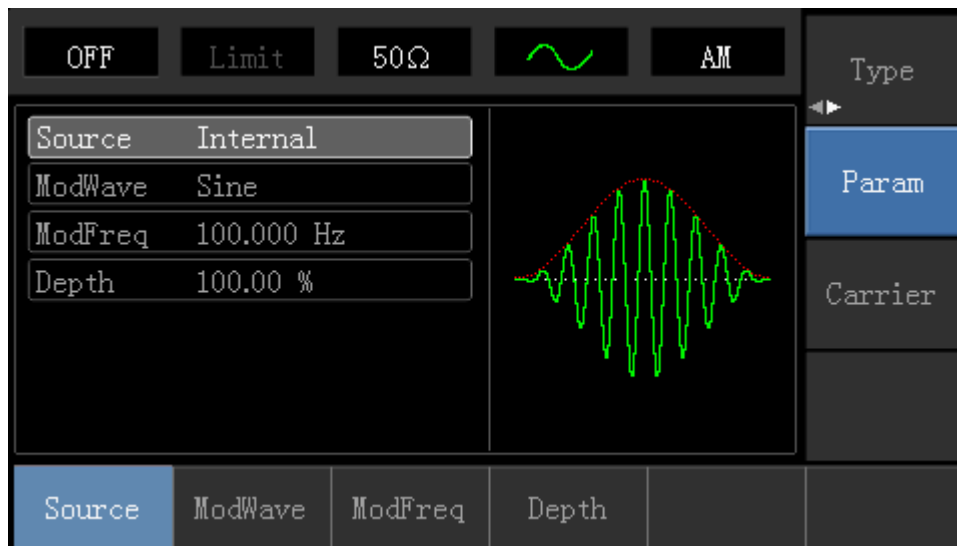 OFF Limit 50Ω AM
Type
Source Internal
ModWave Sine
ModFreq 100.000 Hz
Depth 100.00 %
Param
Carrier
Source ModWave ModFreq Depth